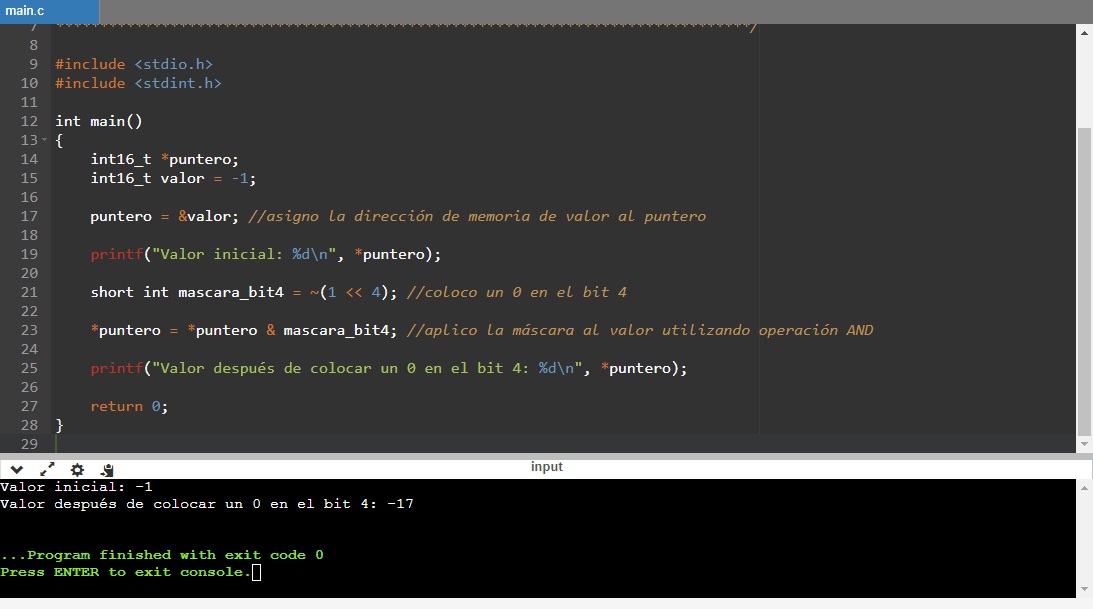 main.c
7 ******************************************************************************/
8
9 #include <stdio.h>
10 #include <stdint.h>
11
12 int main()
13 {
14     int16_t *puntero;
15     int16_t valor = -1;
16
17     puntero = &valor; //asigno la dirección de memoria de valor al puntero
18
19     printf("Valor inicial: %d\n", *puntero);
20
21     short int mascara_bit4 = ~(1 << 4); //coloco un 0 en el bit 4
22
23     *puntero = *puntero & mascara_bit4; //aplico la máscara al valor utilizando operación AND
24
25     printf("Valor después de colocar un 0 en el bit 4: %d\n", *puntero);
26
27     return 0;
28 }
29
input
Valor inicial: -1
Valor después de colocar un 0 en el bit 4: -17
...Program finished with exit code 0
Press ENTER to exit console.